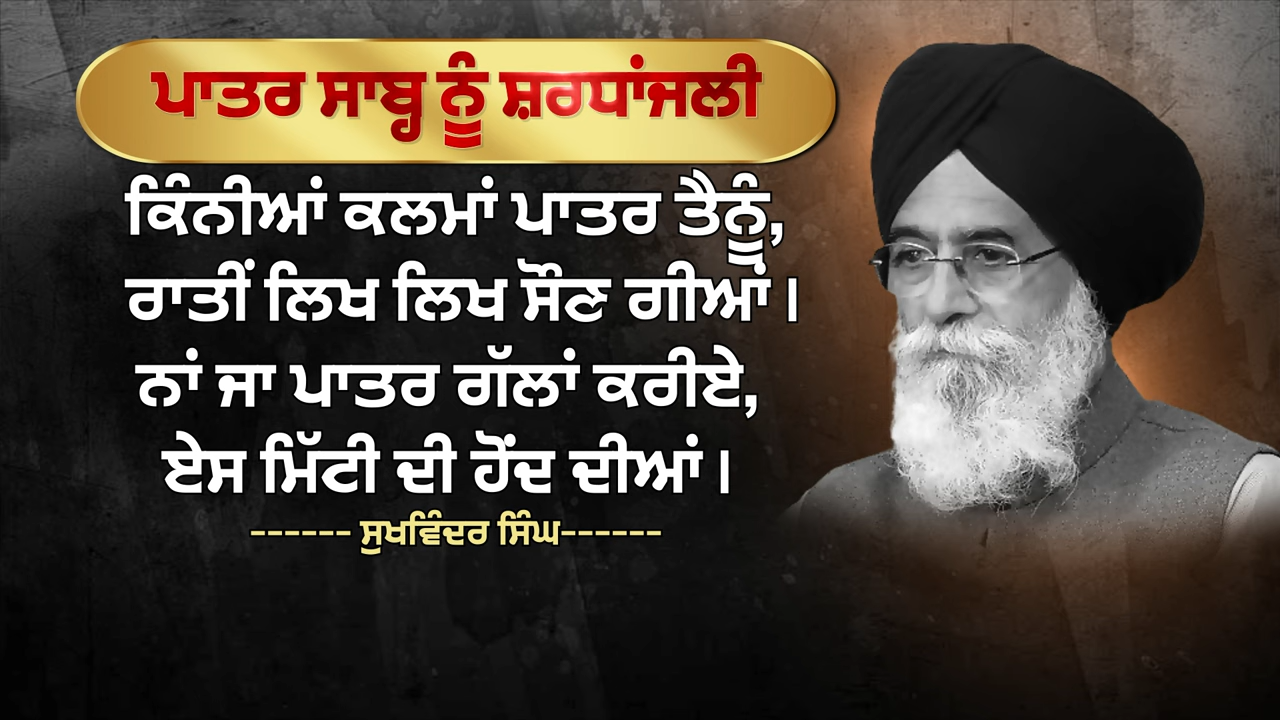 ਪਾਤਰ ਸਾਬ੍ਹ ਨੂੰ ਸ਼ਰਧਾਂਜਲੀ
ਕਿੰਨੀਆਂ ਕਲਮਾਂ ਪਾਤਰ ਤੈਨੂੰ,
ਰਾਤੀਂ ਲਿਖ ਲਿਖ ਸੌਣ ਗੀਆਂ।
ਨਾਂ ਜਾ ਪਾਤਰ ਗੱਲਾਂ ਕਰੀਏ,
ਏਸ ਮਿੱਟੀ ਦੀ ਹੋਂਦ ਦੀਆਂ।
------ ਸੁਖਵਿੰਦਰ ਸਿੰਘ------